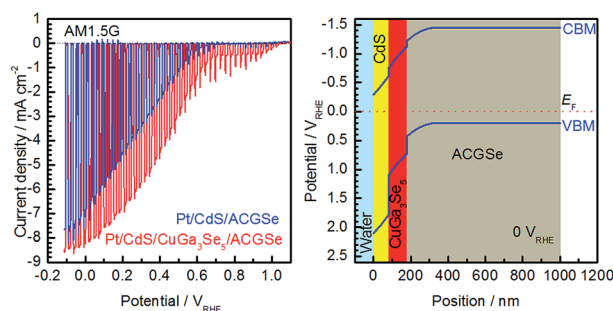 AM1.5G
0
-1
-2
-3
-4
-5
-6
-7
-8
-9
Current density / mA cm⁻²
Pt/CdS/ACGSe
Pt/CdS/CuGa₃Se₅/ACGSe
-0.2 0.0 0.2 0.4 0.6 0.8 1.0
Potential / V_RHE
-1.5
-1.0
-0.5
0.0
0.5
1.0
1.5
2.0
2.5
Potential / V_RHE
CdS
CBM
E_F
VBM
ACGSe
Water
CuGa₃Se₅
0 V_RHE
0 200 400 600 800 1000 1200
Position / nm